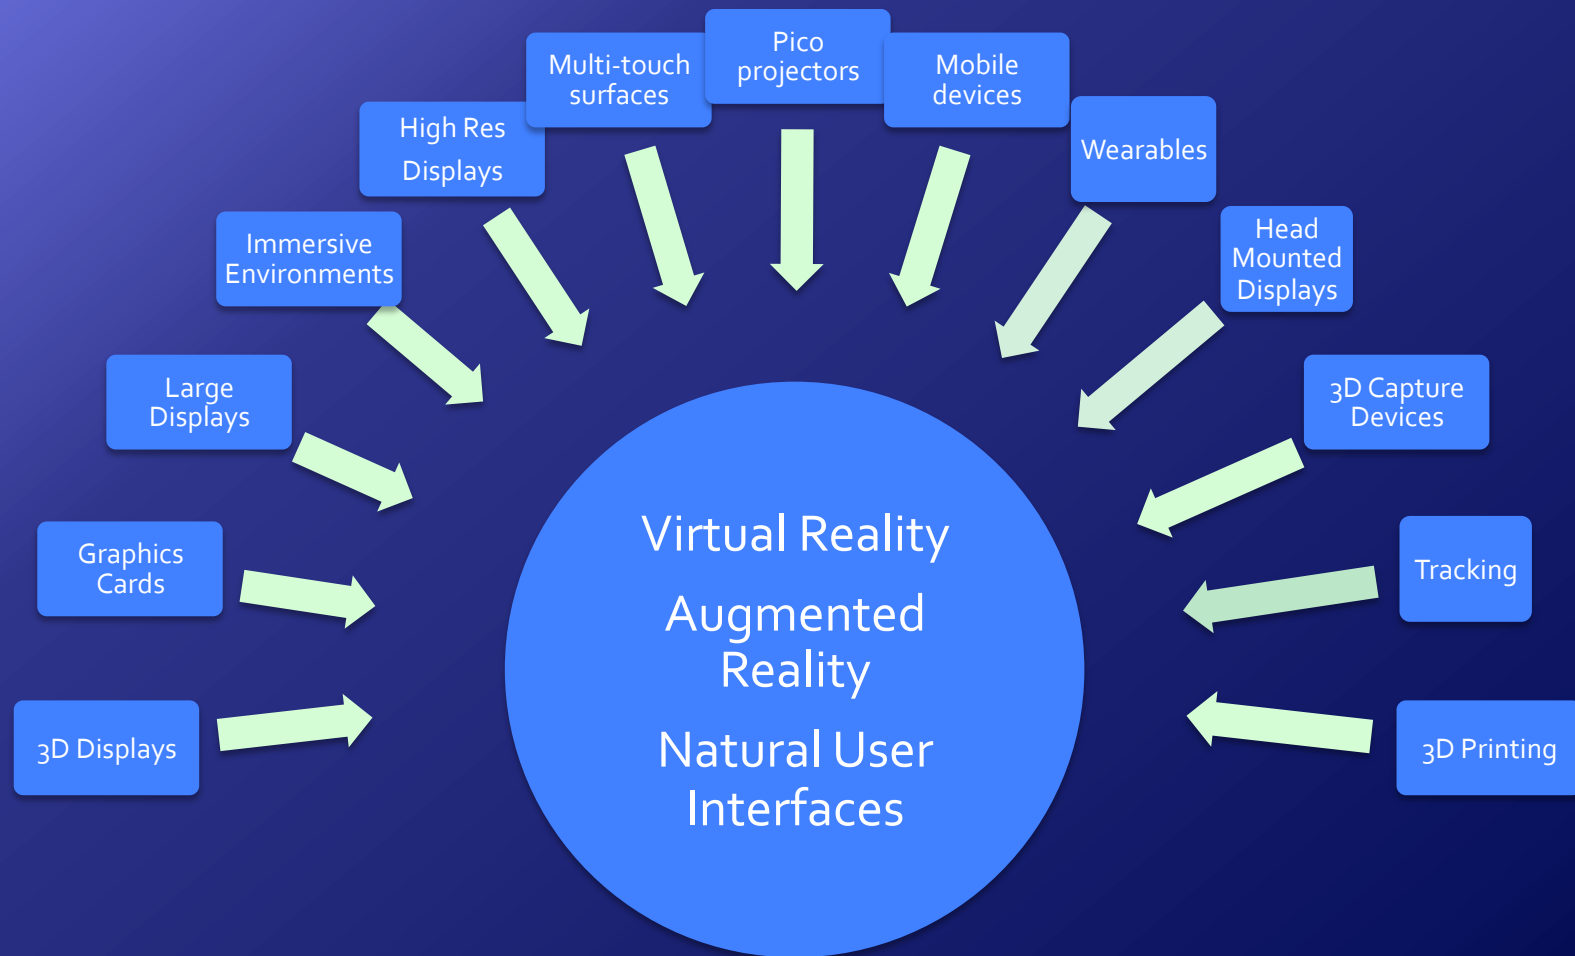 Pico
projectors
Multi-touch
surfaces
Mobile
devices
High Res
Displays
Wearables
Immersive
Environments
Head
Mounted
Displays
Large
Displays
3D Capture
Devices
Graphics
Cards
Tracking
3D Displays
3D Printing
Virtual Reality
Augmented
Reality
Natural User
Interfaces